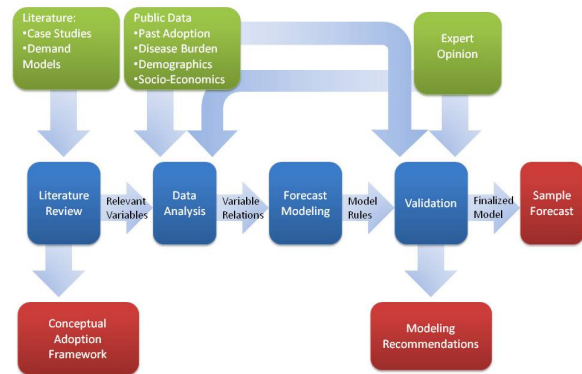 Literature:
•Case Studies
•Demand
Models
Public Data
•Past Adoption
•Disease Burden
•Demographics
•Socio-Economics
Expert
Opinion
Literature
Review
Relevant
Variables
Data
Analysis
Variable
Relations
Forecast
Modeling
Model
Rules
Validation
Finalized
Model
Sample
Forecast
Conceptual
Adoption
Framework
Modeling
Recommendations